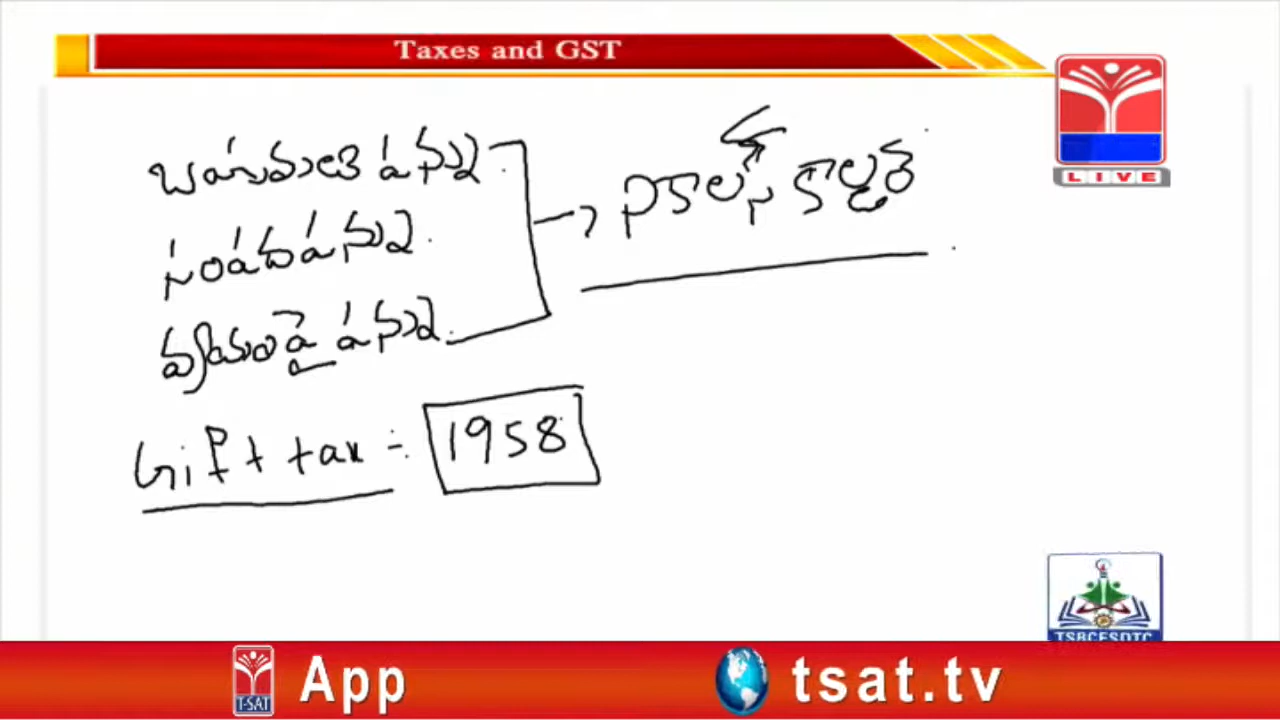 Taxes and GST
బహుమతి పన్ను
నికోలస్ కాల్డర్
సంపద పన్ను
వ్యయంపై పన్ను
Gift tax = 1958
LIVE
TSBCESDTC
T-SAT
App
tsat.tv